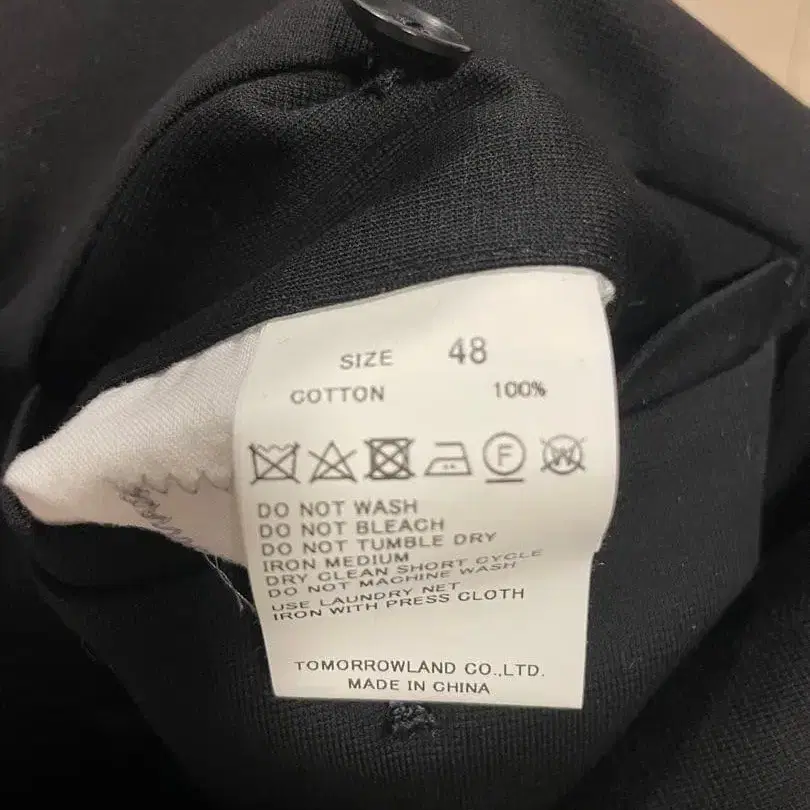 SIZE 48
COTTON 100%
F W
DO NOT WASH
DO NOT BLEACH
DO NOT TUMBLE DRY
IRON MEDIUM
DRY CLEAN SHORT CYCLE
DO NOT MACHINE WASH
USE LAUNDRY NET
IRON WITH PRESS CLOTH
TOMORROWLAND CO.,LTD.
MADE IN CHINA